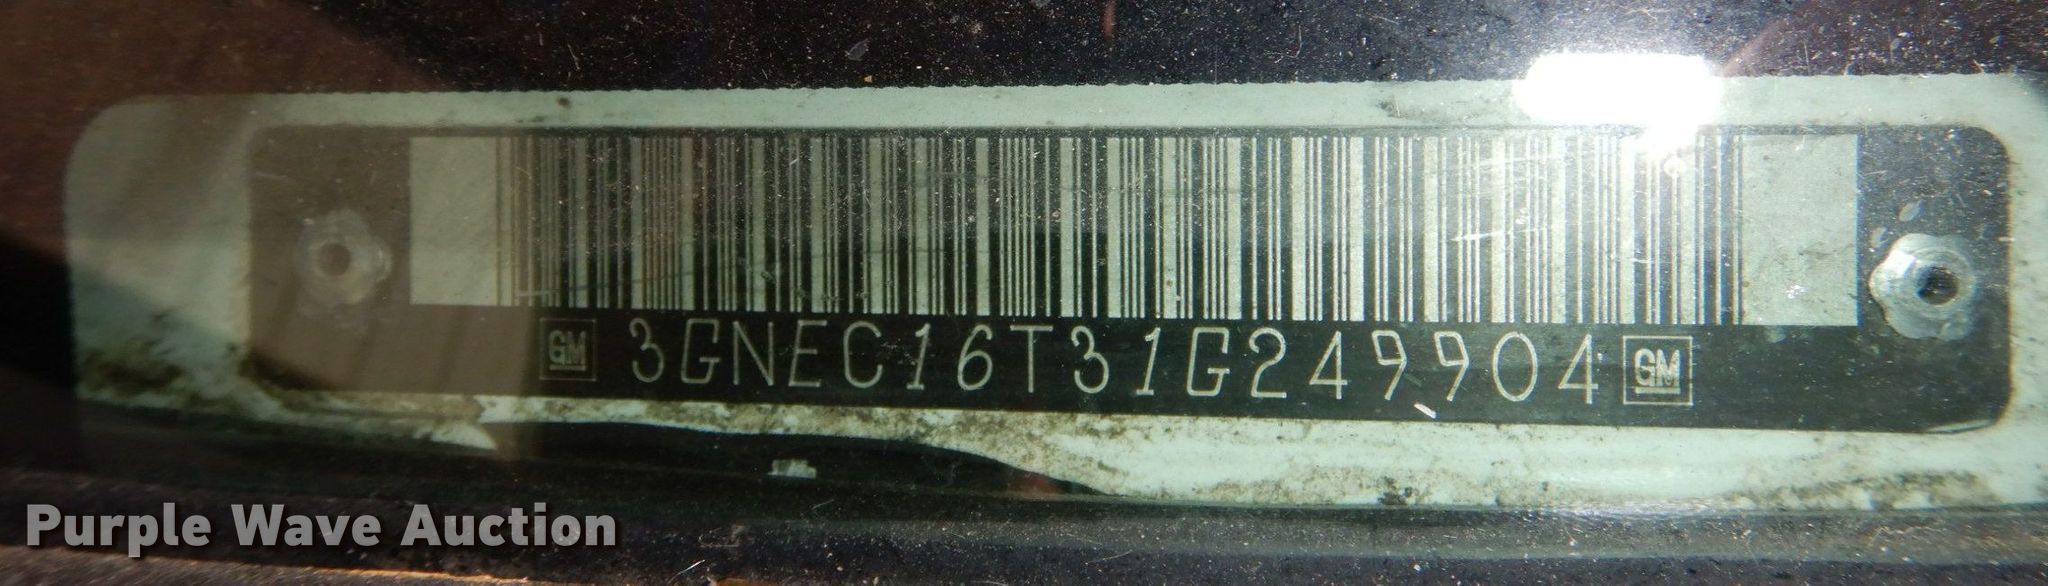 GM 3GNEC16T31G249904 GM
Purple Wave Auction